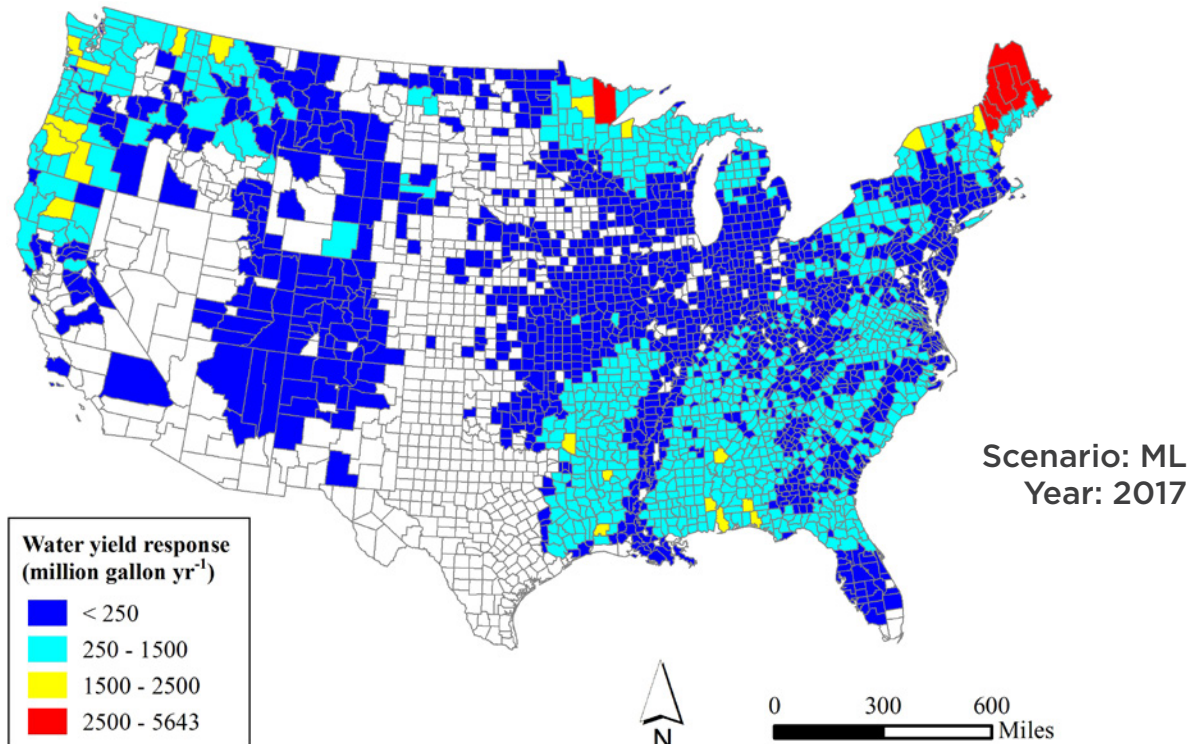 Scenario: ML
Year: 2017
Water yield response
(million gallon yr⁻¹)
< 250
250 - 1500
1500 - 2500
2500 - 5643
N
0 300 600
Miles